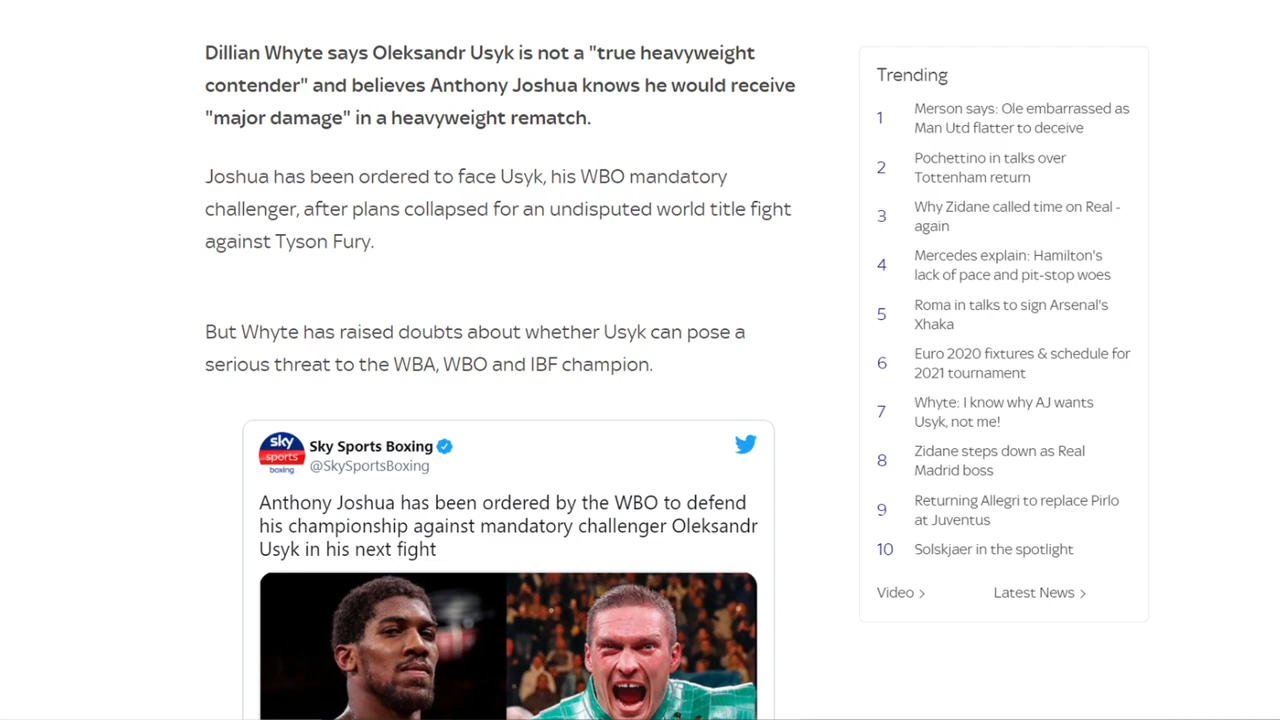 Dillian Whyte says Oleksandr Usyk is not a "true heavyweight
contender" and believes Anthony Joshua knows he would receive
"major damage" in a heavyweight rematch.
Joshua has been ordered to face Usyk, his WBO mandatory
challenger, after plans collapsed for an undisputed world title fight
against Tyson Fury.
But Whyte has raised doubts about whether Usyk can pose a
serious threat to the WBA, WBO and IBF champion.
sky
sports
boxing
Sky Sports Boxing
@SkySportsBoxing
Anthony Joshua has been ordered by the WBO to defend
his championship against mandatory challenger Oleksandr
Usyk in his next fight
Trending
1 Merson says: Ole embarrassed as
Man Utd flatter to deceive
2 Pochettino in talks over
Tottenham return
3 Why Zidane called time on Real -
again
4 Mercedes explain: Hamilton's
lack of pace and pit-stop woes
5 Roma in talks to sign Arsenal's
Xhaka
6 Euro 2020 fixtures & schedule for
2021 tournament
7 Whyte: I know why AJ wants
Usyk, not me!
8 Zidane steps down as Real
Madrid boss
9 Returning Allegri to replace Pirlo
at Juventus
10 Solskjaer in the spotlight
Video > Latest News >